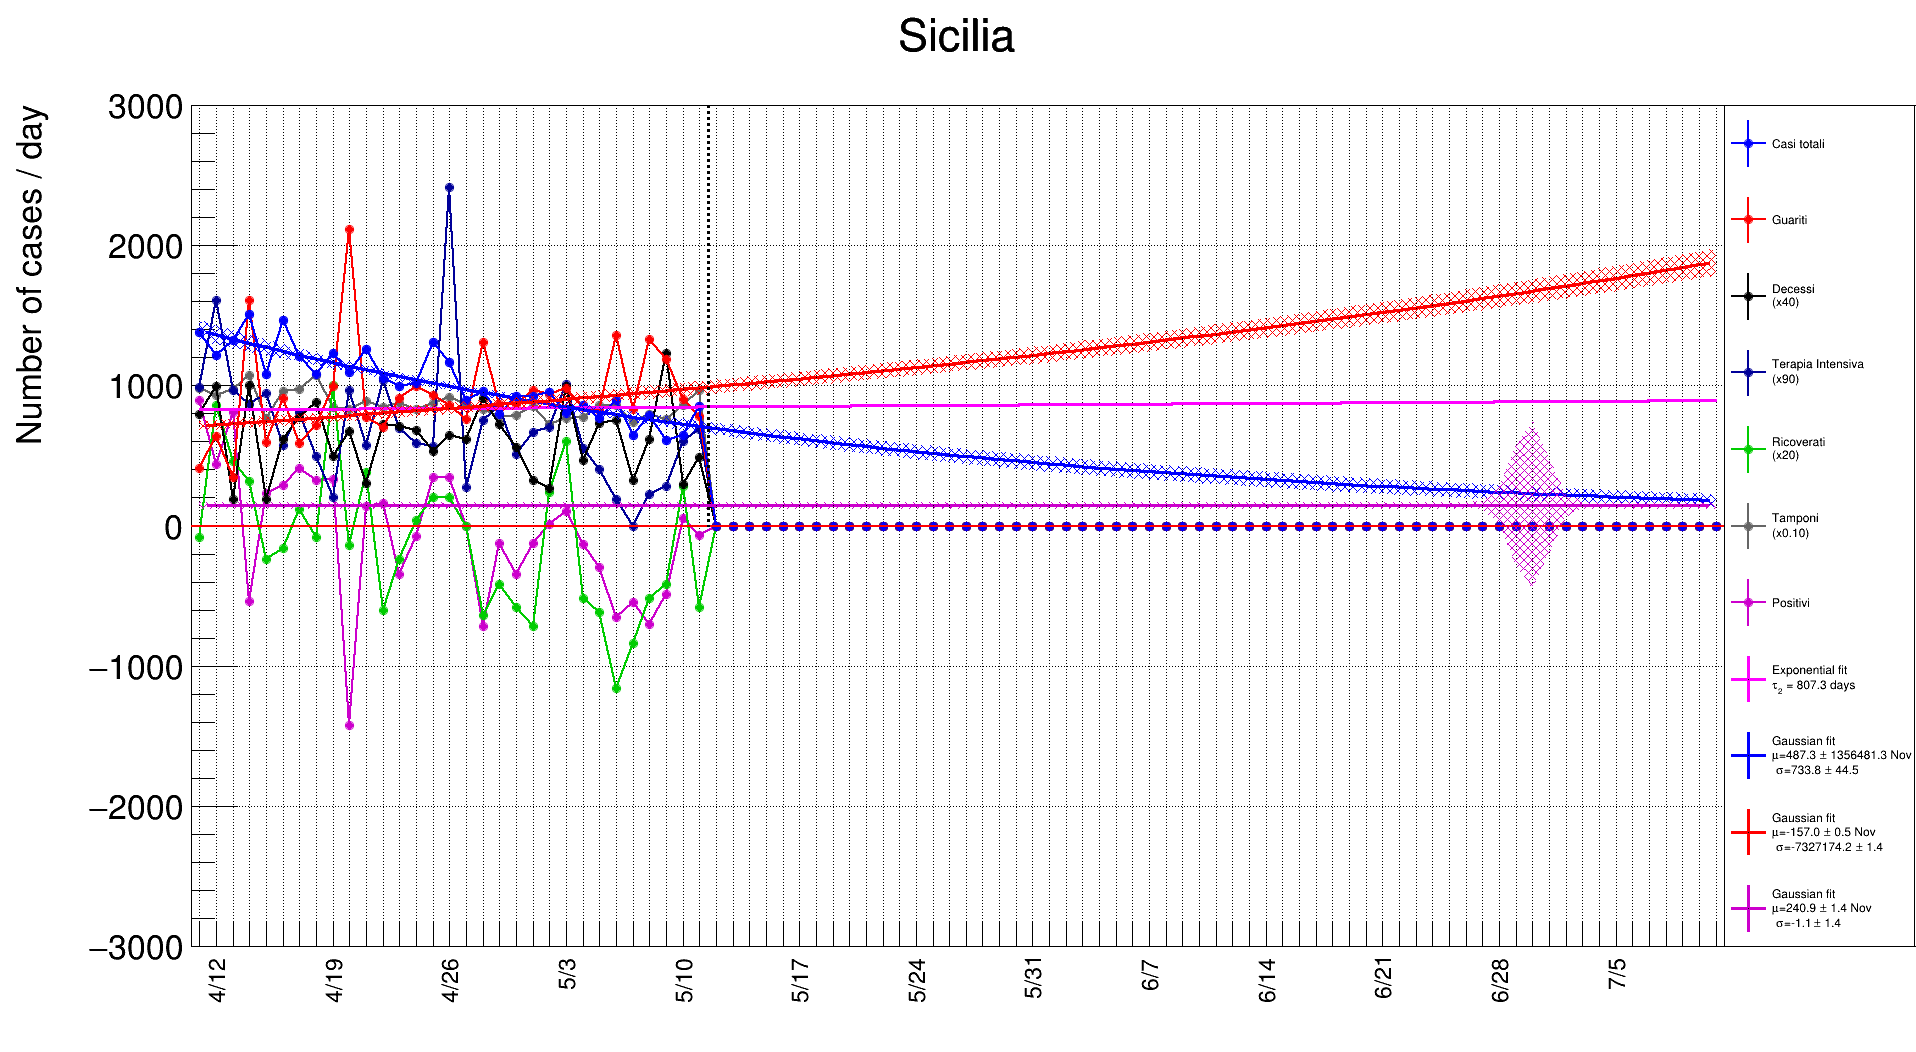 Sicilia
Number of cases / day
3000
2000
1000
0
−1000
−2000
−3000
4/12
4/19
4/26
5/3
5/10
5/17
5/24
5/31
6/7
6/14
6/21
6/28
7/5
Casi totali
Guariti
Decessi
(x40)
Terapia Intensiva
(x90)
Ricoverati
(x20)
Tamponi
(x0.10)
Positivi
Exponential fit
τ2 = 807.3 days
Gaussian fit
μ=487.3 ± 1356481.3 Nov
σ=733.8 ± 44.5
Gaussian fit
μ=-157.0 ± 0.5 Nov
σ=-7327174.2 ± 1.4
Gaussian fit
μ=240.9 ± 1.4 Nov
σ=-1.1 ± 1.4